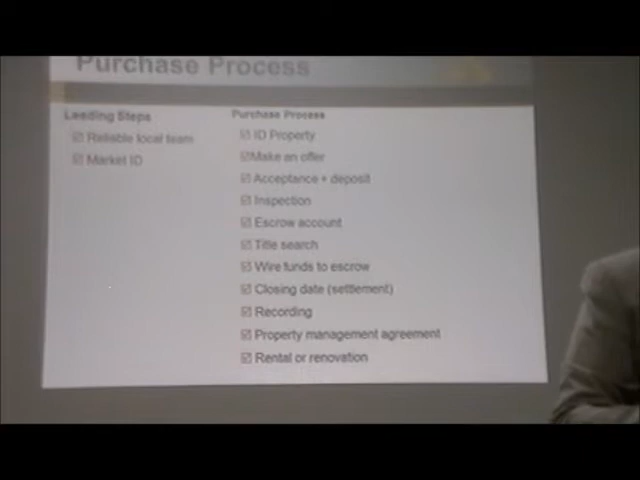 Purchase Process
Leading Steps
☑ Reliable local team
☑ Market ID
Purchase Process
☑ ID Property
☑Make an offer
☑ Acceptance + deposit
☑ Inspection
☑ Escrow account
☑ Title search
☑ Wire funds to escrow
☑ Closing date (settlement)
☑ Recording
☑ Property management agreement
☑ Rental or renovation